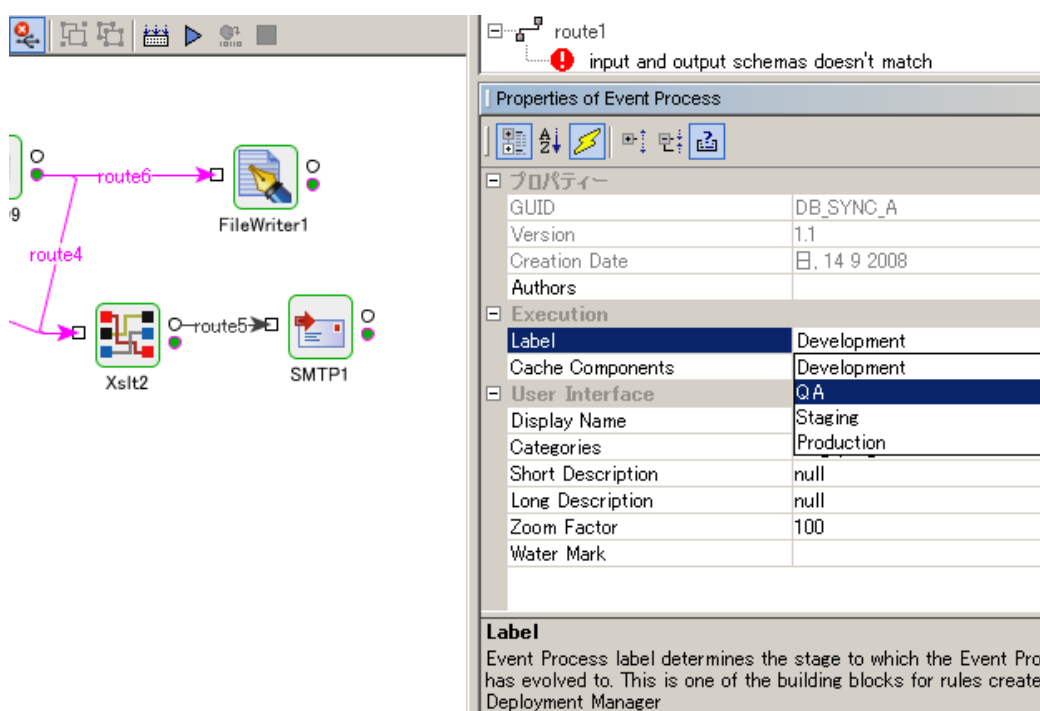 route1
input and output schemas doesn't match
Properties of Event Process
A
Z
プロパティー
GUID DB_SYNC_A
Version 1.1
Creation Date 日, 14 9 2008
Authors
Execution
Label Development
Cache Components Development
QA
Staging
Production
User Interface
Display Name
Categories
Short Description null
Long Description null
Zoom Factor 100
Water Mark
Label
Event Process label determines the stage to which the Event Pro
has evolved to. This is one of the building blocks for rules create
Deployment Manager
route6
9
FileWriter1
route4
route5
Xslt2
SMTP1